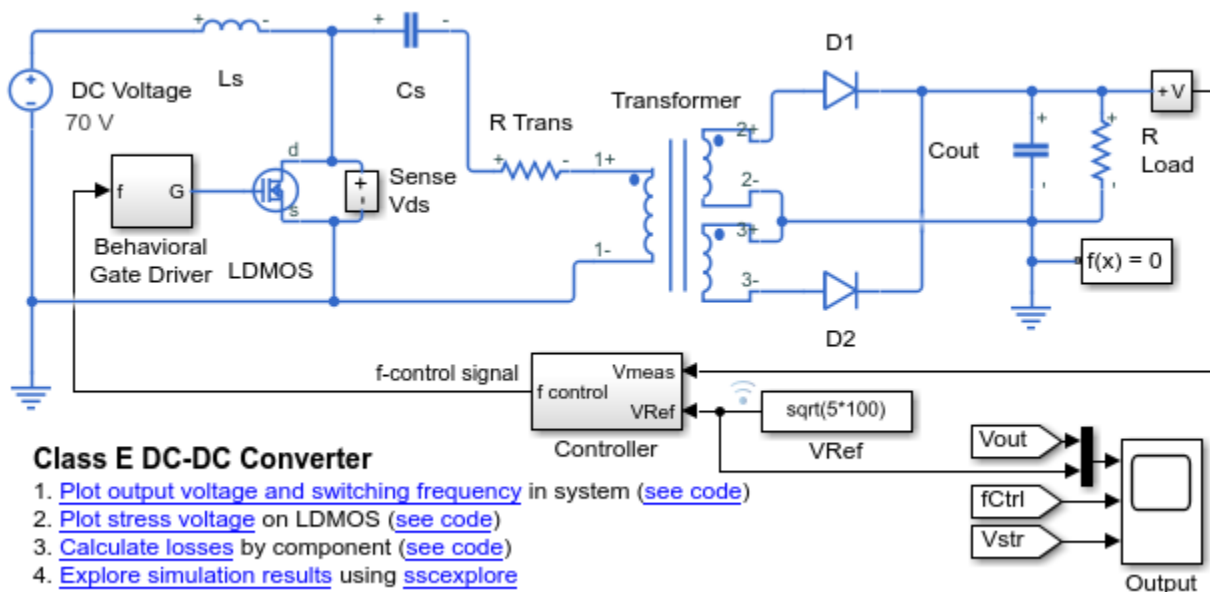 + -
Ls
+ -
Cs
D1
DC Voltage
70 V
+
-
Transformer
R Trans
+ -
1+
1-
2+
2-
3+
3-
Cout
+
-
+
-
R
Load
+V
f
G
d
s
+
-
Sense
Vds
Behavioral
Gate Driver
LDMOS
f(x) = 0
D2
f-control signal
f control
Vmeas
VRef
Controller
sqrt(5*100)
VRef
Vout
fCtrl
Vstr
Output
Class E DC-DC Converter
1. Plot output voltage and switching frequency in system (see code)
2. Plot stress voltage on LDMOS (see code)
3. Calculate losses by component (see code)
4. Explore simulation results using sscexplore